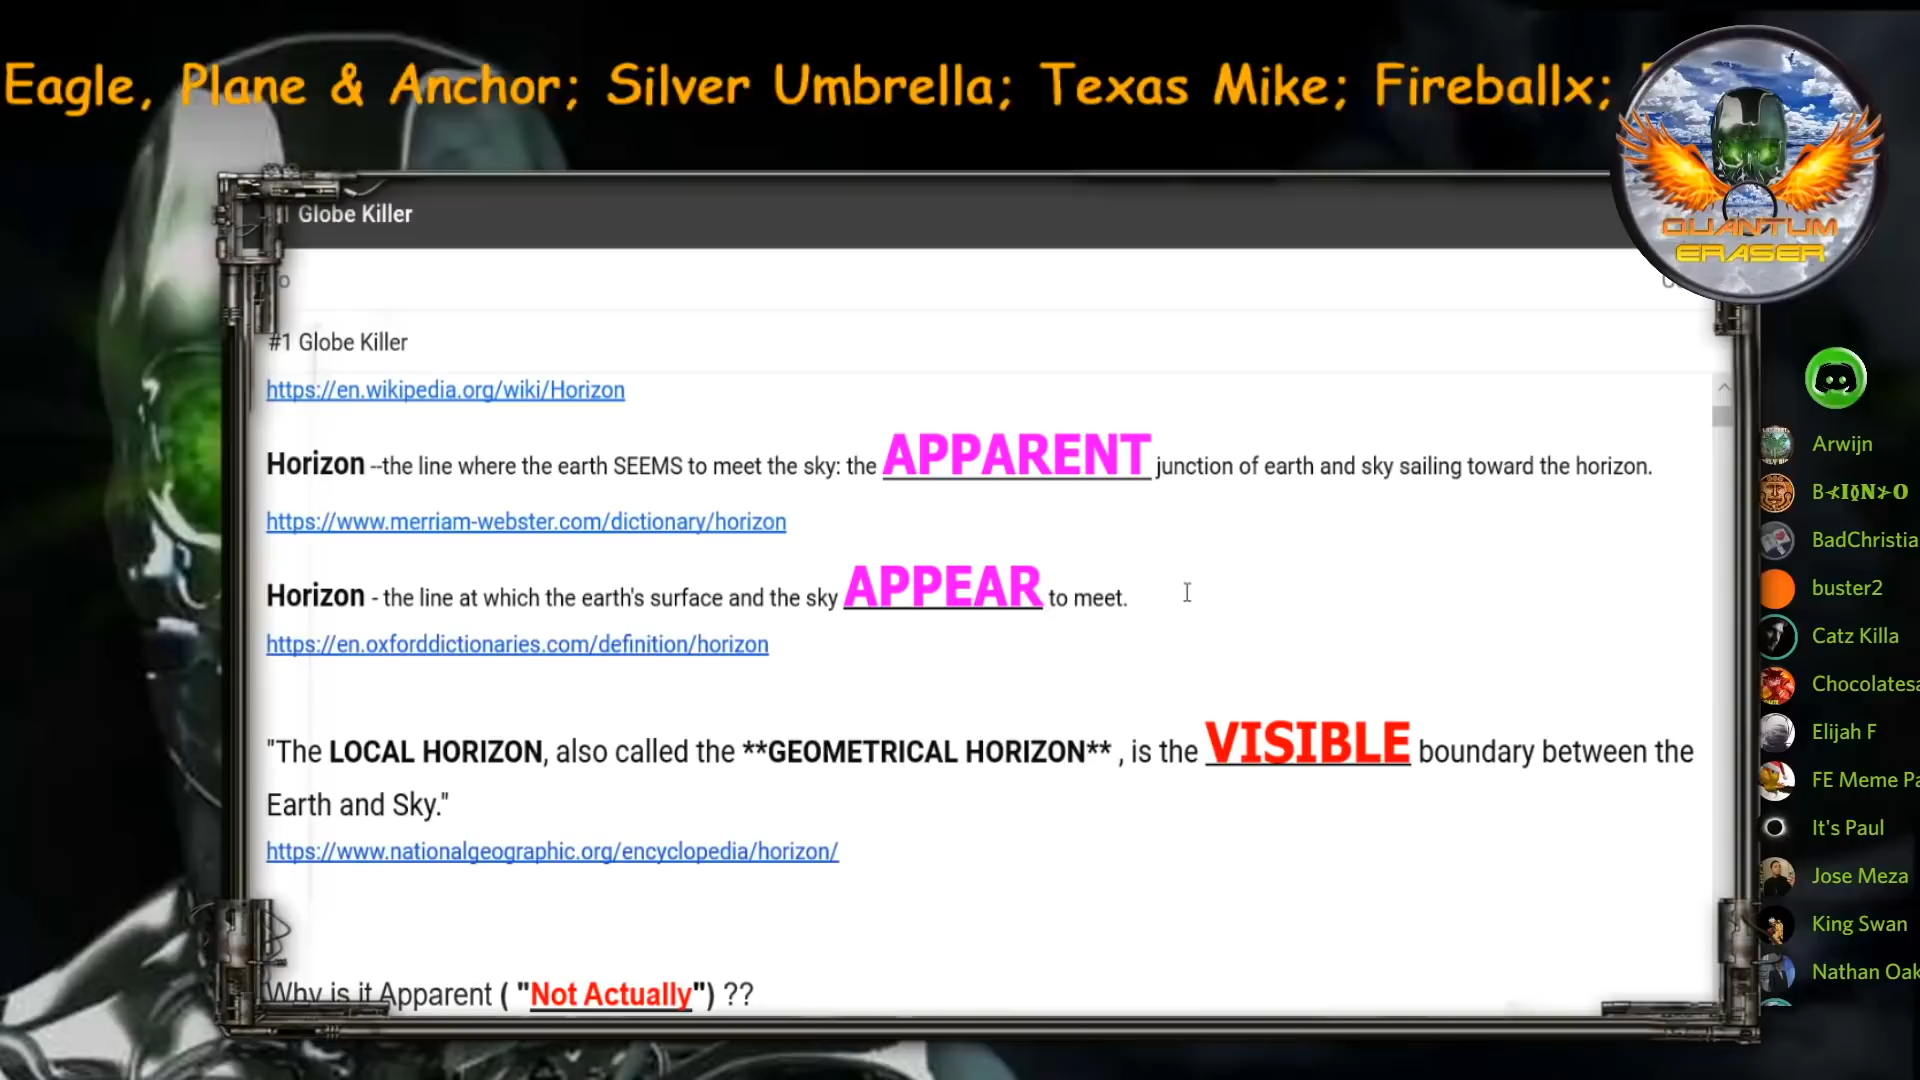 Eagle, Plane & Anchor; Silver Umbrella; Texas Mike; Fireballx;
QUANTUM
ERASER
Globe Killer
#1 Globe Killer
https://en.wikipedia.org/wiki/Horizon
Horizon --the line where the earth SEEMS to meet the sky: the APPARENT junction of earth and sky sailing toward the horizon.
https://www.merriam-webster.com/dictionary/horizon
Horizon - the line at which the earth's surface and the sky APPEAR to meet.
https://en.oxforddictionaries.com/definition/horizon
"The LOCAL HORIZON, also called the **GEOMETRICAL HORIZON** , is the VISIBLE boundary between the
Earth and Sky."
https://www.nationalgeographic.org/encyclopedia/horizon/
Why is it Apparent ( "Not Actually") ??
Arwijn
BadChristia
buster2
Catz Killa
Chocolatesa
Elijah F
FE Meme Pa
It's Paul
Jose Meza
King Swan
Nathan Oak